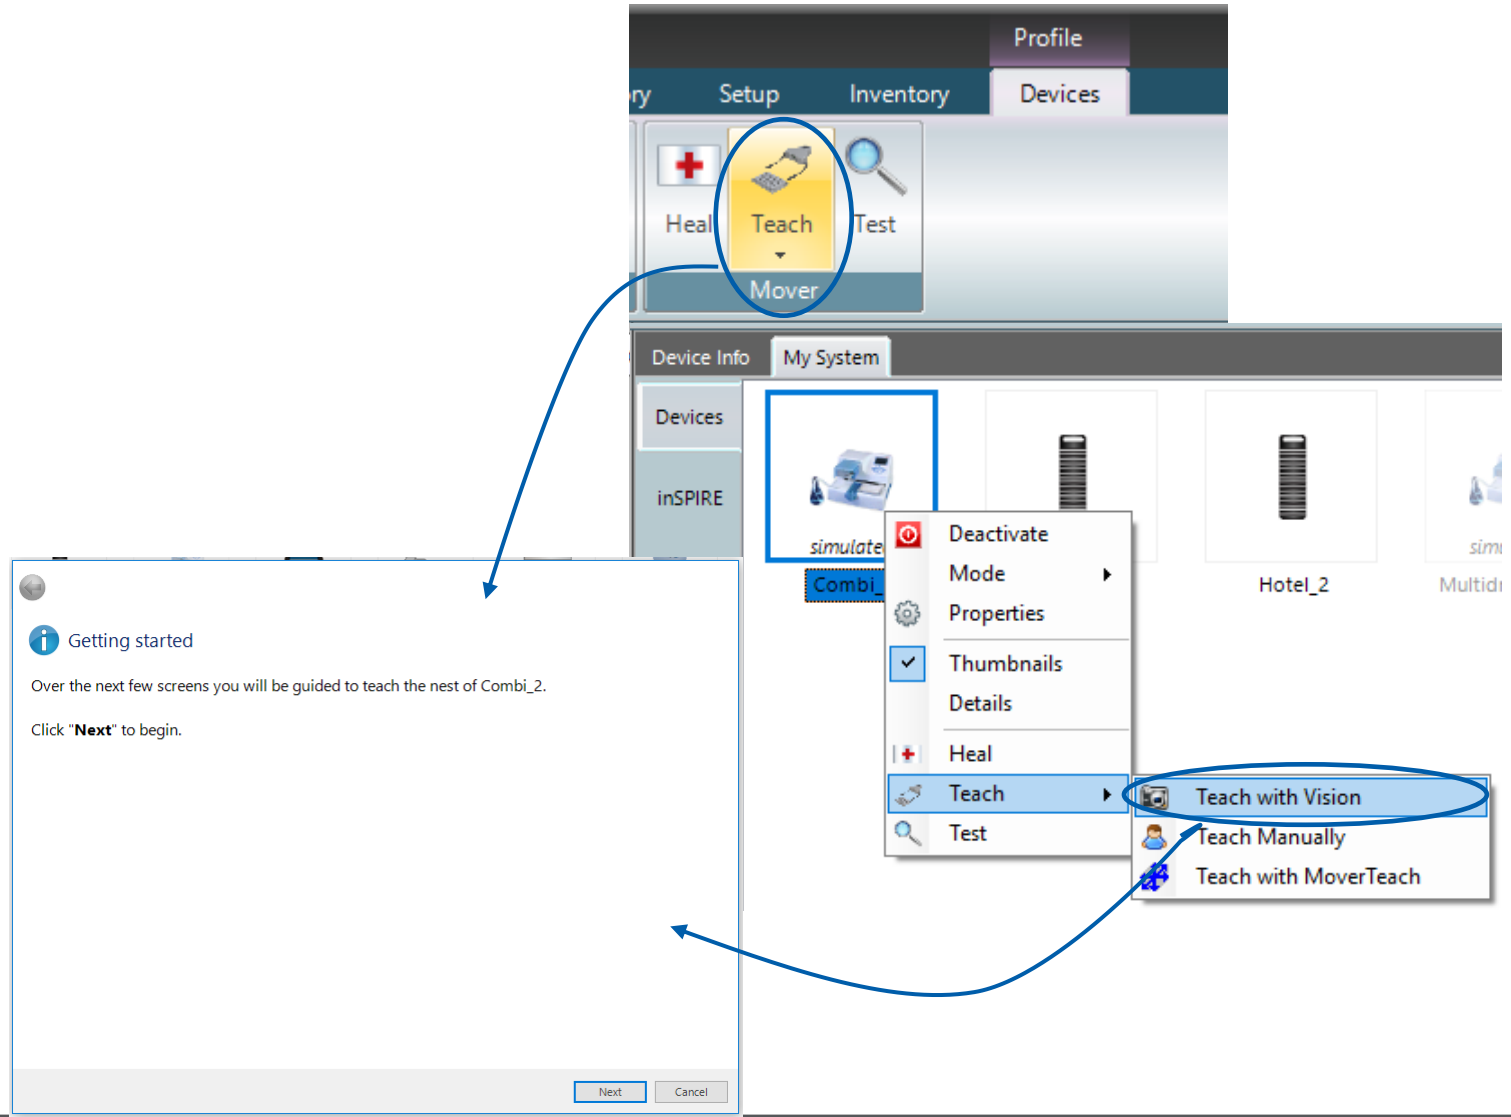 Profile
ry Setup Inventory Devices
Heal Teach Test
Mover
Device Info My System
Devices
inSPIRE
simulate
Combi_
Hotel_2
sim
Multid
Deactivate
Mode
Properties
Thumbnails
Details
Heal
Teach
Test
Teach with Vision
Teach Manually
Teach with MoverTeach
Getting started
Over the next few screens you will be guided to teach the nest of Combi_2.
Click "Next" to begin.
Next Cancel